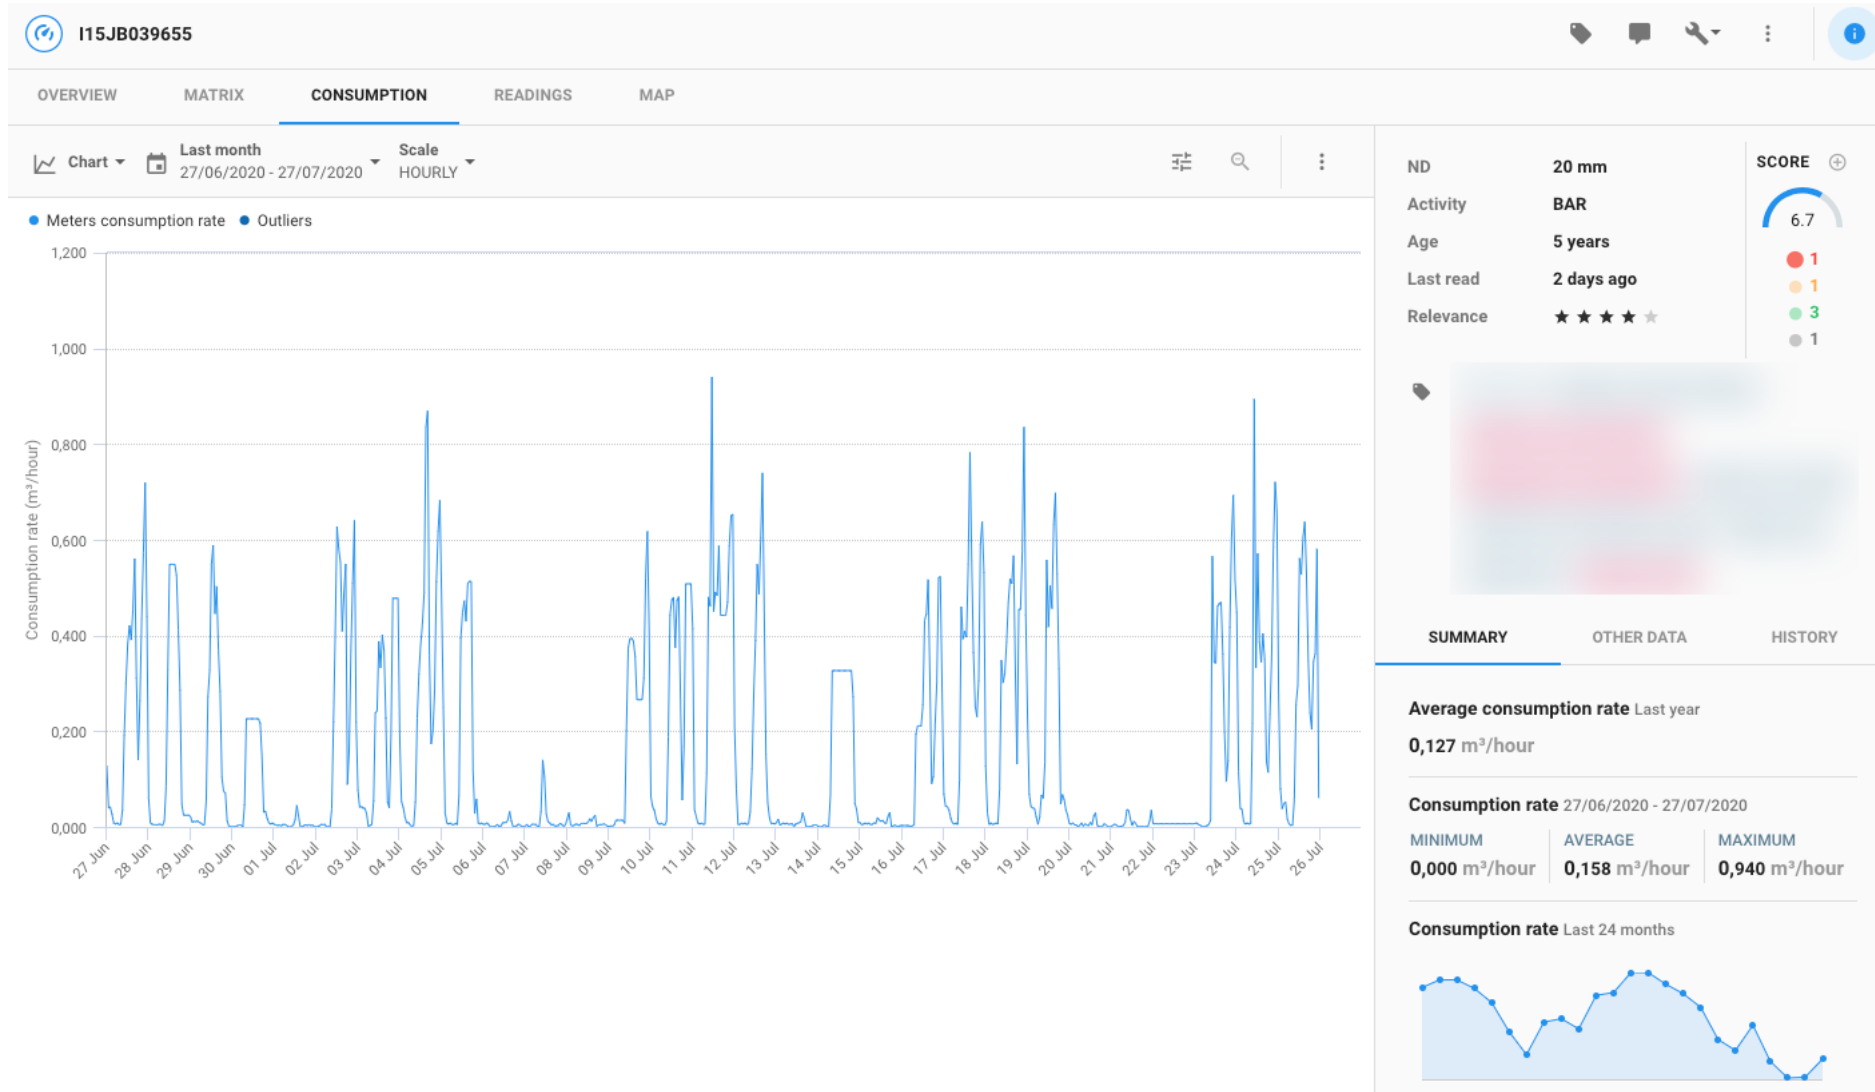 I15JB039655
OVERVIEW MATRIX CONSUMPTION READINGS MAP
Chart
Last month
27/06/2020 - 27/07/2020
Scale
HOURLY
Meters consumption rate Outliers
Consumption rate (m³/hour)
1,200
1,000
0,800
0,600
0,400
0,200
0,000
27 Jun 28 Jun 29 Jun 30 Jun 01 Jul 02 Jul 03 Jul 04 Jul 05 Jul 06 Jul 07 Jul 08 Jul 09 Jul 10 Jul 11 Jul 12 Jul 13 Jul 14 Jul 15 Jul 16 Jul 17 Jul 18 Jul 19 Jul 20 Jul 21 Jul 22 Jul 23 Jul 24 Jul 25 Jul 26 Jul
ND 20 mm
Activity BAR
Age 5 years
Last read 2 days ago
Relevance
SCORE
6.7
1
1
3
1
SUMMARY OTHER DATA HISTORY
Average consumption rate Last year
0,127 m³/hour
Consumption rate 27/06/2020 - 27/07/2020
MINIMUM AVERAGE MAXIMUM
0,000 m³/hour 0,158 m³/hour 0,940 m³/hour
Consumption rate Last 24 months